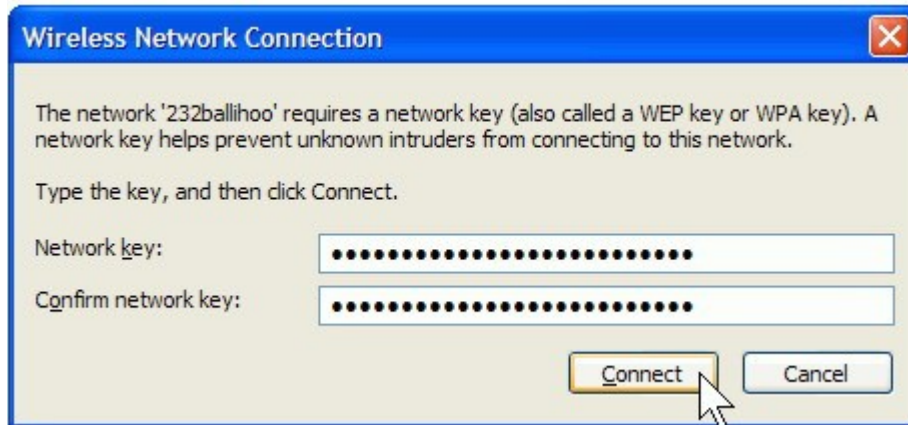 Wireless Network Connection
The network '232ballihoo' requires a network key (also called a WEP key or WPA key). A
network key helps prevent unknown intruders from connecting to this network.
Type the key, and then click Connect.
Network key: ••••••••••••••••••••••••••
Confirm network key: ••••••••••••••••••••••••••
Connect Cancel